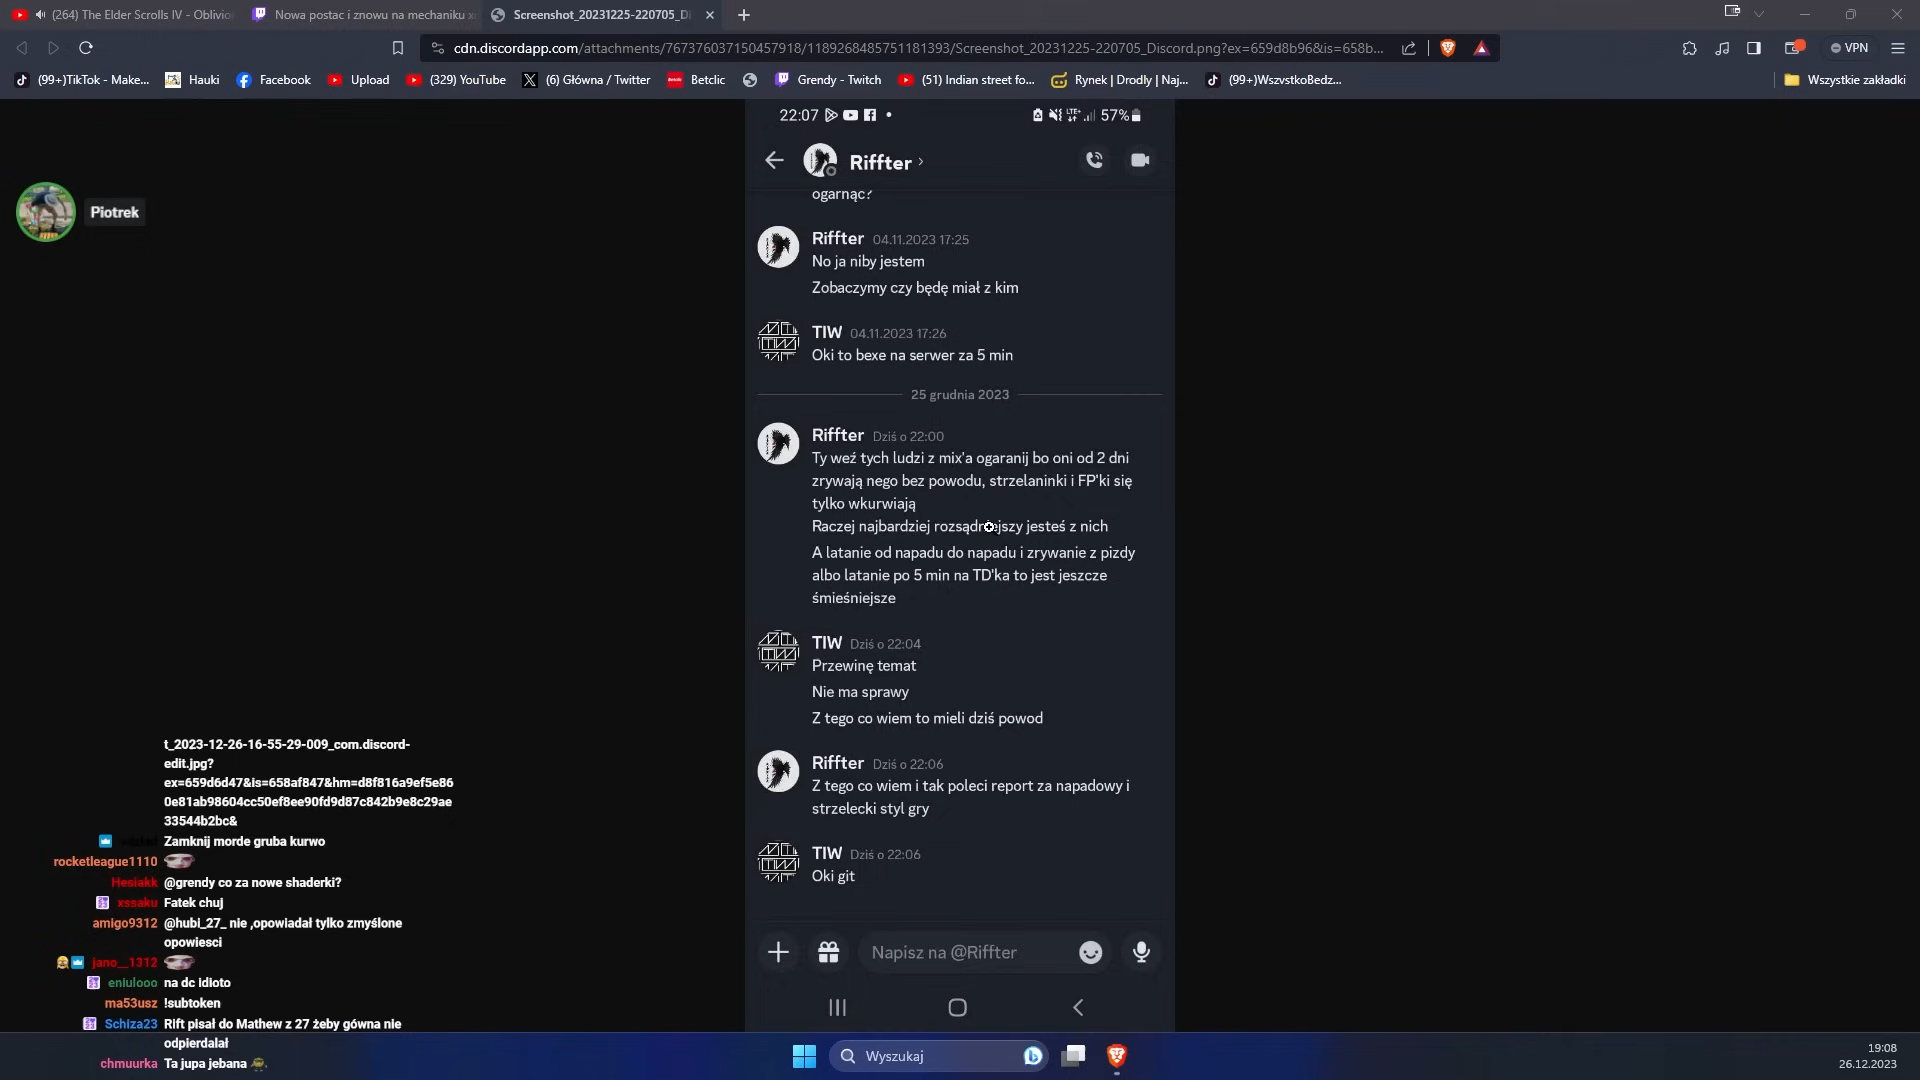 (264) The Elder Scrolls IV - Oblivio
Nowa postac i znowu na mechaniku x
Screenshot_20231225-220705_Di
cdn.discordapp.com/attachments/767376037150457918/1189268485751181393/Screenshot_20231225-220705_Discord.png?ex=659d8b96&is=658b...
VPN
(99+)TikTok - Make...
Hauki
Facebook
Upload
(329) YouTube
(6) Główna / Twitter
Betclic
Grendy - Twitch
(51) Indian street fo...
Rynek | Drodly | Naj...
(99+)WszystkoBedz...
Wszystkie zakładki
22:07
LTE+
57%
Riffter
ogarnąć?
Piotrek
Riffter 04.11.2023 17:25
No ja niby jestem
Zobaczymy czy będę miał z kim
TIW 04.11.2023 17:26
Oki to bexe na serwer za 5 min
25 grudnia 2023
Riffter Dziś o 22:00
Ty weź tych ludzi z mix'a ogaranij bo oni od 2 dni
zrywają nego bez powodu, strzelaninki i FP'ki się
tylko wkurwiają
Raczej najbardziej rozsądniejszy jesteś z nich
A latanie od napadu do napadu i zrywanie z pizdy
albo latanie po 5 min na TD'ka to jest jeszcze
śmieśniejsze
TIW Dziś o 22:04
Przewinę temat
Nie ma sprawy
Z tego co wiem to mieli dziś powod
Riffter Dziś o 22:06
Z tego co wiem i tak poleci report za napadowy i
strzelecki styl gry
TIW Dziś o 22:06
Oki git
Napisz na @Riffter
t_2023-12-26-16-55-29-009_com.discord-
edit.jpg?
ex=659d6d47&is=658af847&hm=d8f816a9ef5e86
0e81ab98604cc50ef8ee90fd9d87c842b9e8c29ae
33544b2bc&
Zamknij morde gruba kurwo
rocketleague1110
Hesiakk @grendy co za nowe shaderki?
xssaku Fatek chuj
amigo9312 @hubi_27_ nie ,opowiadał tylko zmyślone
opowiesci
jano__1312
eniulooo na dc idioto
ma53usz !subtoken
Schiza23 Rift pisał do Mathew z 27 żeby gówna nie
odpierdalał
chmuurka Ta jupa jebana
Wyszukaj
19:08
26.12.2023